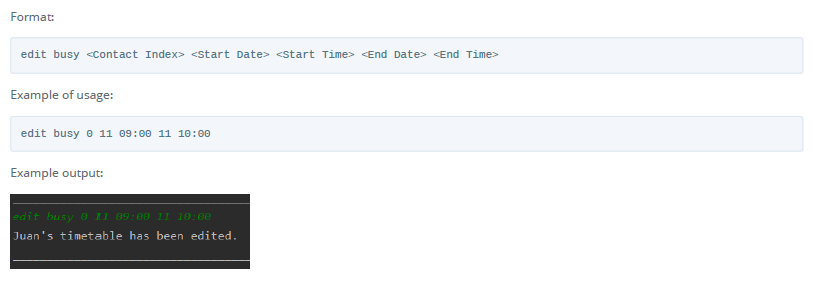 Format:
edit busy <Contact Index> <Start Date> <Start Time> <End Date> <End Time>
Example of usage:
edit busy 0 11 09:00 11 10:00
Example output:
edit busy 0 11 09:00 11 10:00
Juan's timetable has been edited.